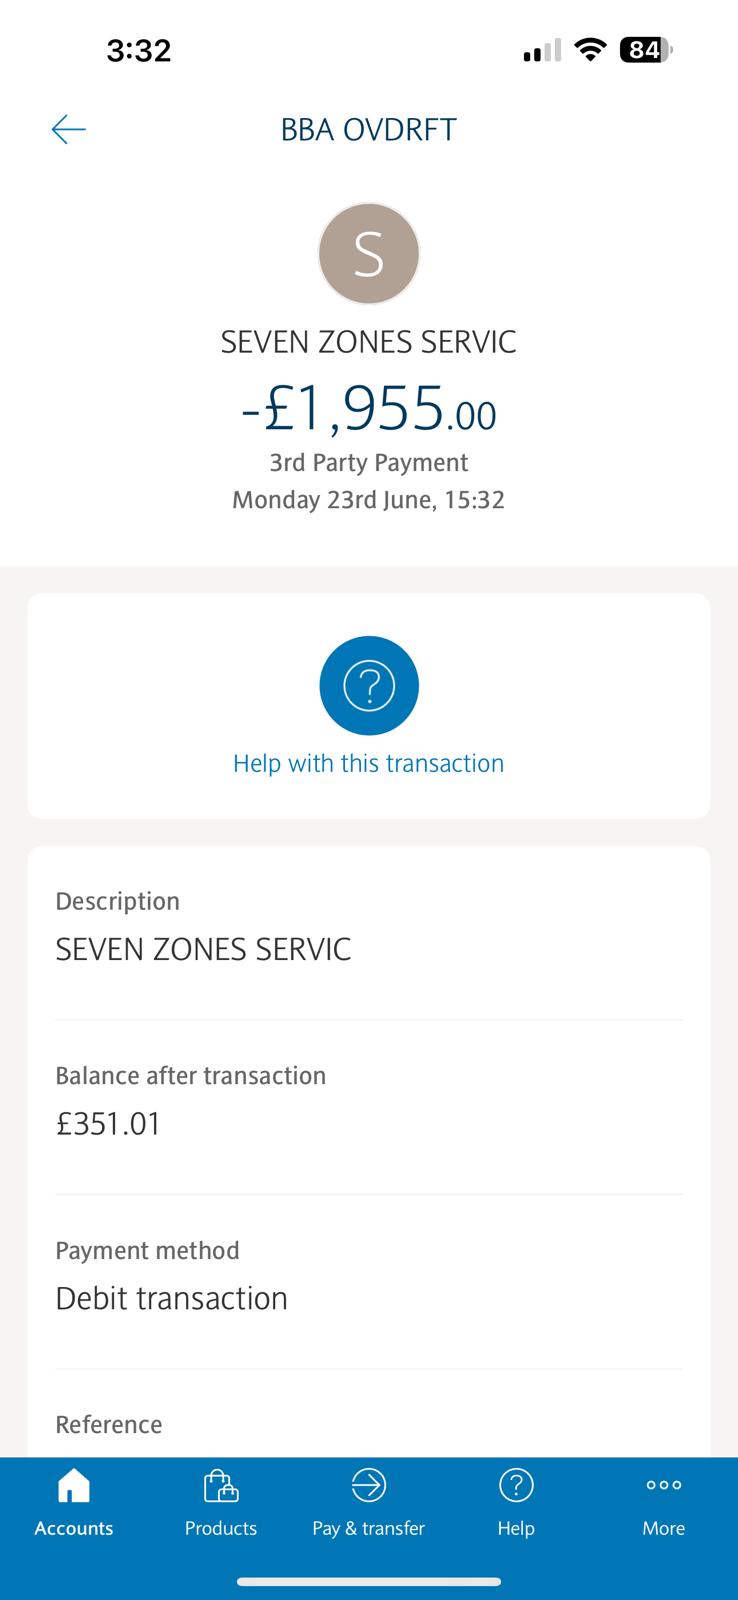 3:32
84
BBA OVDRFT
S
SEVEN ZONES SERVIC
-£1,955.00
3rd Party Payment
Monday 23rd June, 15:32
?
Help with this transaction
Description
SEVEN ZONES SERVIC
Balance after transaction
£351.01
Payment method
Debit transaction
Reference
Accounts
Products
Pay & transfer
?
Help
More